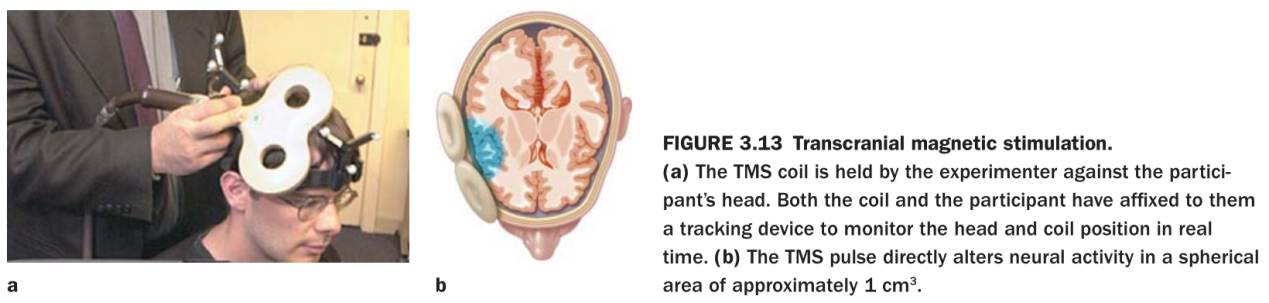 FIGURE 3.13 Transcranial magnetic stimulation.
(a) The TMS coil is held by the experimenter against the partici-
pant's head. Both the coil and the participant have affixed to them
a tracking device to monitor the head and coil position in real
time. (b) The TMS pulse directly alters neural activity in a spherical
area of approximately 1 cm³.
a
b